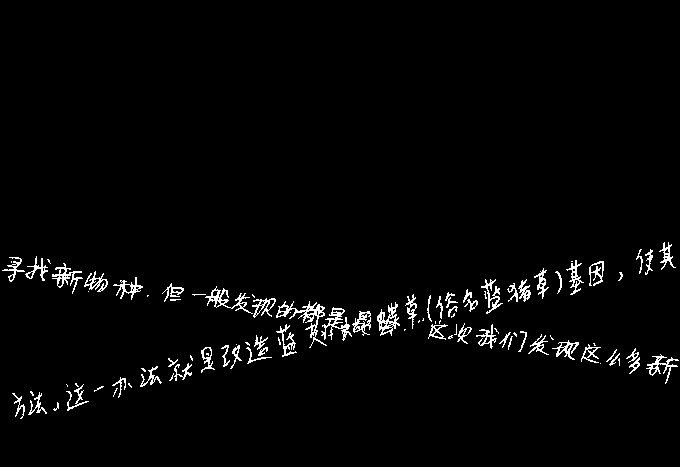 寻找新物种.但一般发现的都是 这次我们发现这么多新
方法,这一办法就是改造蓝 蝴蝶草(俗名蓝猪草)基因,使其